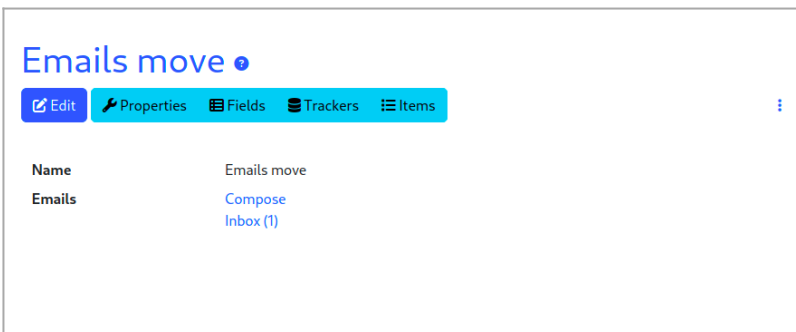 Emails move ?
Edit Properties Fields Trackers Items
Name Emails move
Emails Compose
Inbox (1)